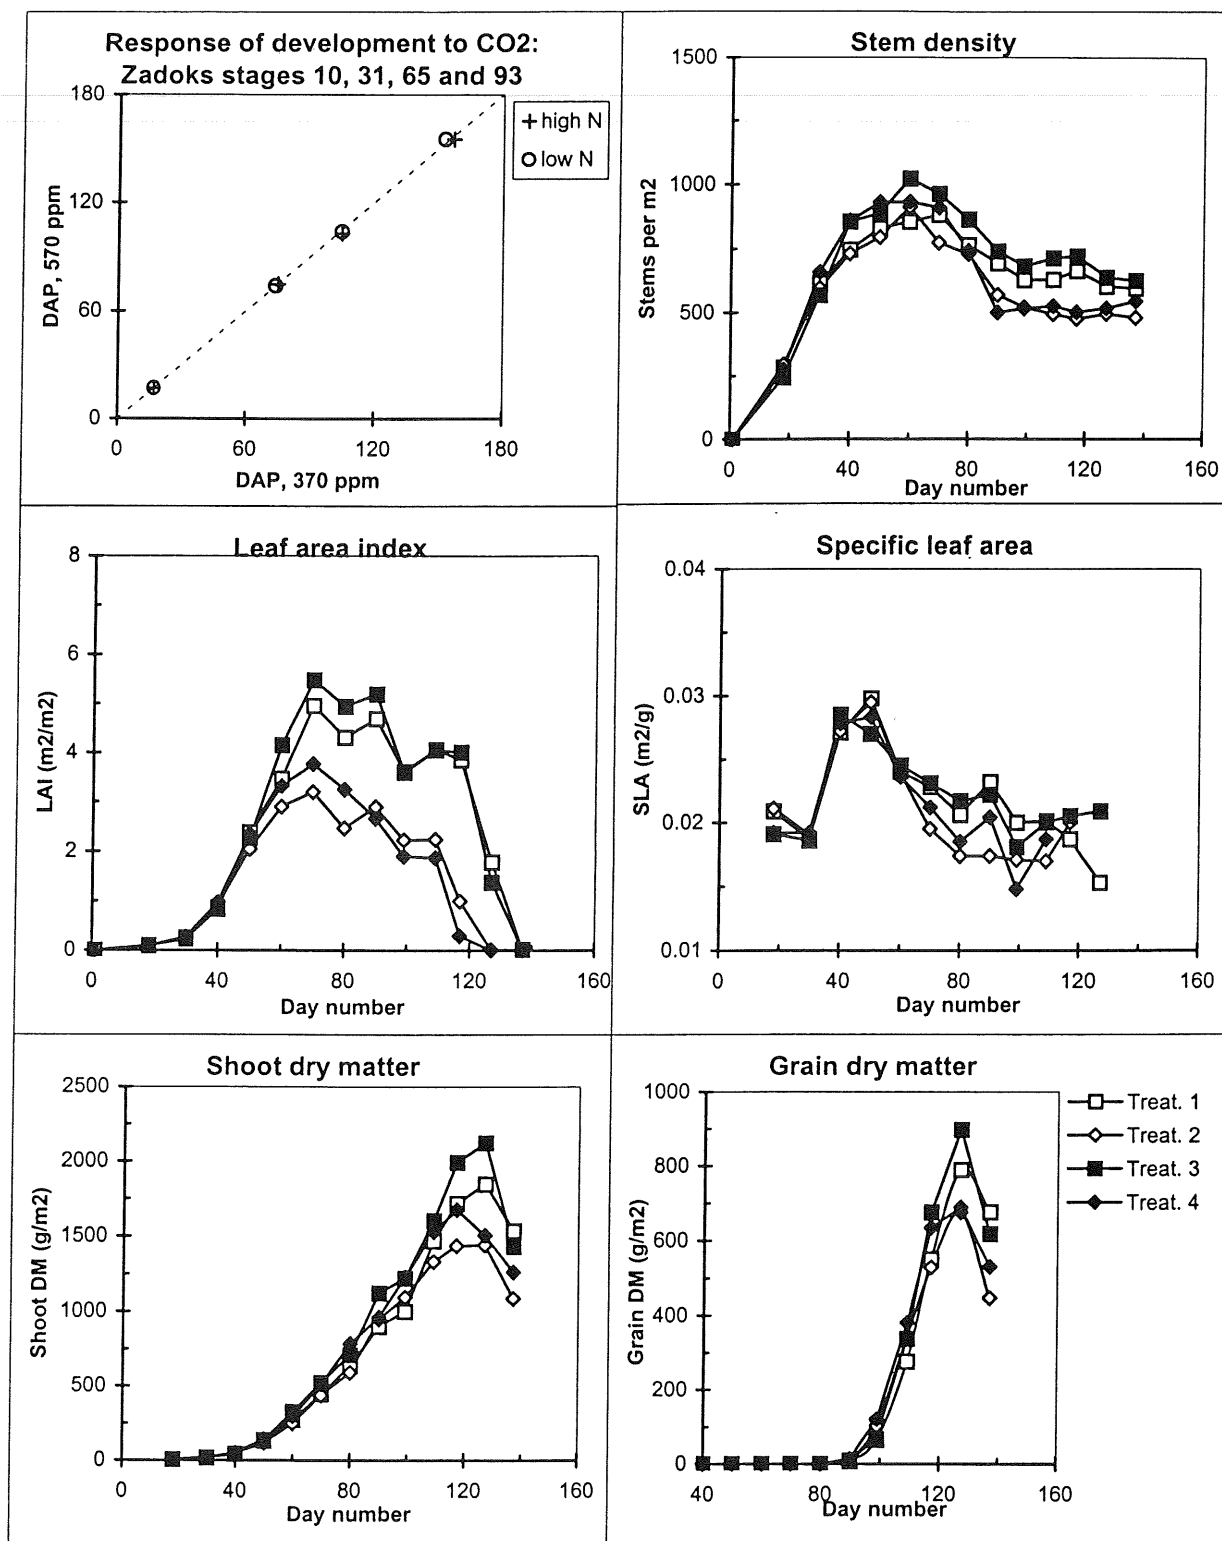 Response of development to CO2:
Zadoks stages 10, 31, 65 and 93
180
120
60
0
0 60 120 180
DAP, 570 ppm
DAP, 370 ppm
high N
low N
Stem density
1500
1000
500
0
0 40 80 120 160
Stems per m2
Day number
Leaf area index
8
6
4
2
0
0 40 80 120 160
LAI (m2/m2)
Day number
Specific leaf area
0.04
0.03
0.02
0.01
0 40 80 120 160
SLA (m2/g)
Day number
Shoot dry matter
2500
2000
1500
1000
500
0
0 40 80 120 160
Shoot DM (g/m2)
Day number
Grain dry matter
1000
800
600
400
200
0
40 80 120 160
Grain DM (g/m2)
Day number
Treat. 1
Treat. 2
Treat. 3
Treat. 4